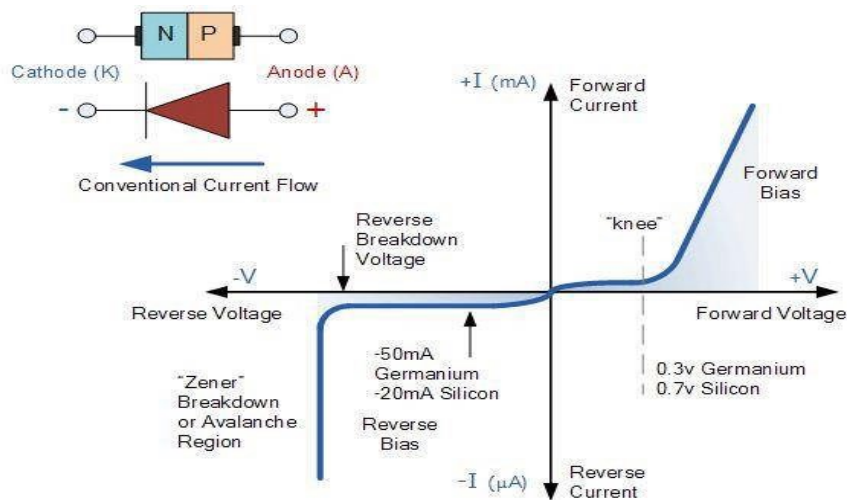 N P
Cathode (K)
Anode (A)
- +
Conventional Current Flow
+I (mA)
Forward
Current
Forward
Bias
"knee"
Reverse
Breakdown
Voltage
-V
+V
Reverse Voltage
Forward Voltage
-50mA
Germanium
-20mA Silicon
0.3v Germanium
0.7v Silicon
"Zener"
Breakdown
or Avalanche
Region
Reverse
Bias
-I (µA)
Reverse
Current